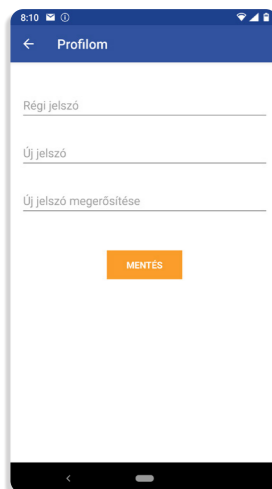 8:10
Profilom
Régi jelszó
Új jelszó
Új jelszó megerősítése
MENTÉS